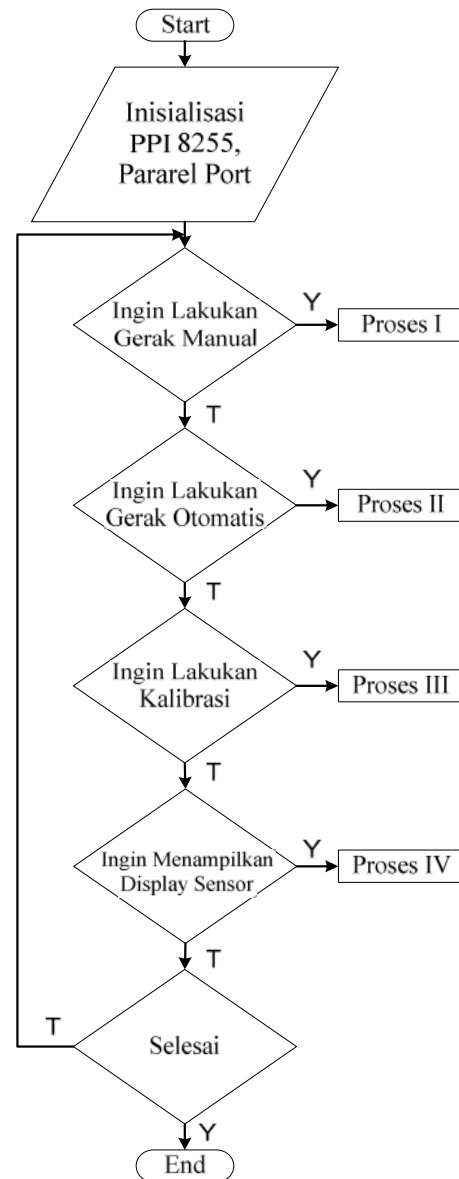 Start
Inisialisasi
PPI 8255,
Pararel Port
Ingin Lakukan
Gerak Manual
Y
Proses I
T
Ingin Lakukan
Gerak Otomatis
Y
Proses II
T
Ingin Lakukan
Kalibrasi
Y
Proses III
T
Ingin Menampilkan
Display Sensor
Y
Proses IV
T
Selesai
T
Y
End